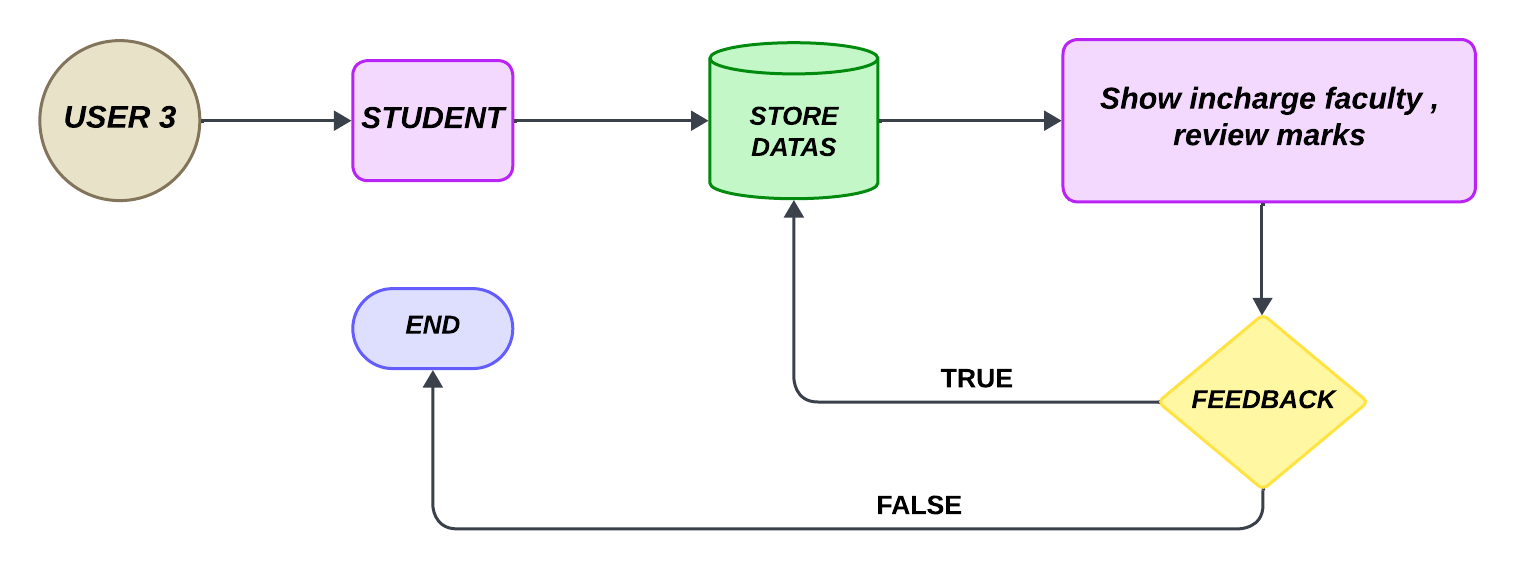 USER 3
STUDENT
STORE
DATAS
Show incharge faculty ,
review marks
END
TRUE
FEEDBACK
FALSE